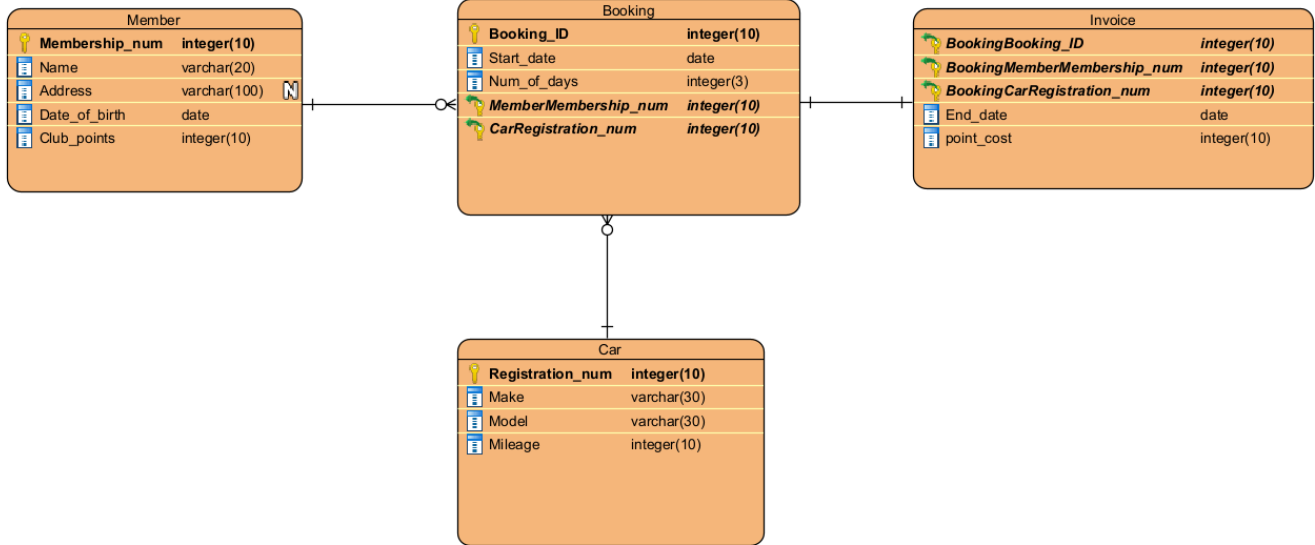 Member
Membership_num integer(10)
Name varchar(20)
Address varchar(100) N
Date_of_birth date
Club_points integer(10)
Booking
Booking_ID integer(10)
Start_date date
Num_of_days integer(3)
MemberMembership_num integer(10)
CarRegistration_num integer(10)
Invoice
BookingBooking_ID integer(10)
BookingMemberMembership_num integer(10)
BookingCarRegistration_num integer(10)
End_date date
point_cost integer(10)
Car
Registration_num integer(10)
Make varchar(30)
Model varchar(30)
Mileage integer(10)